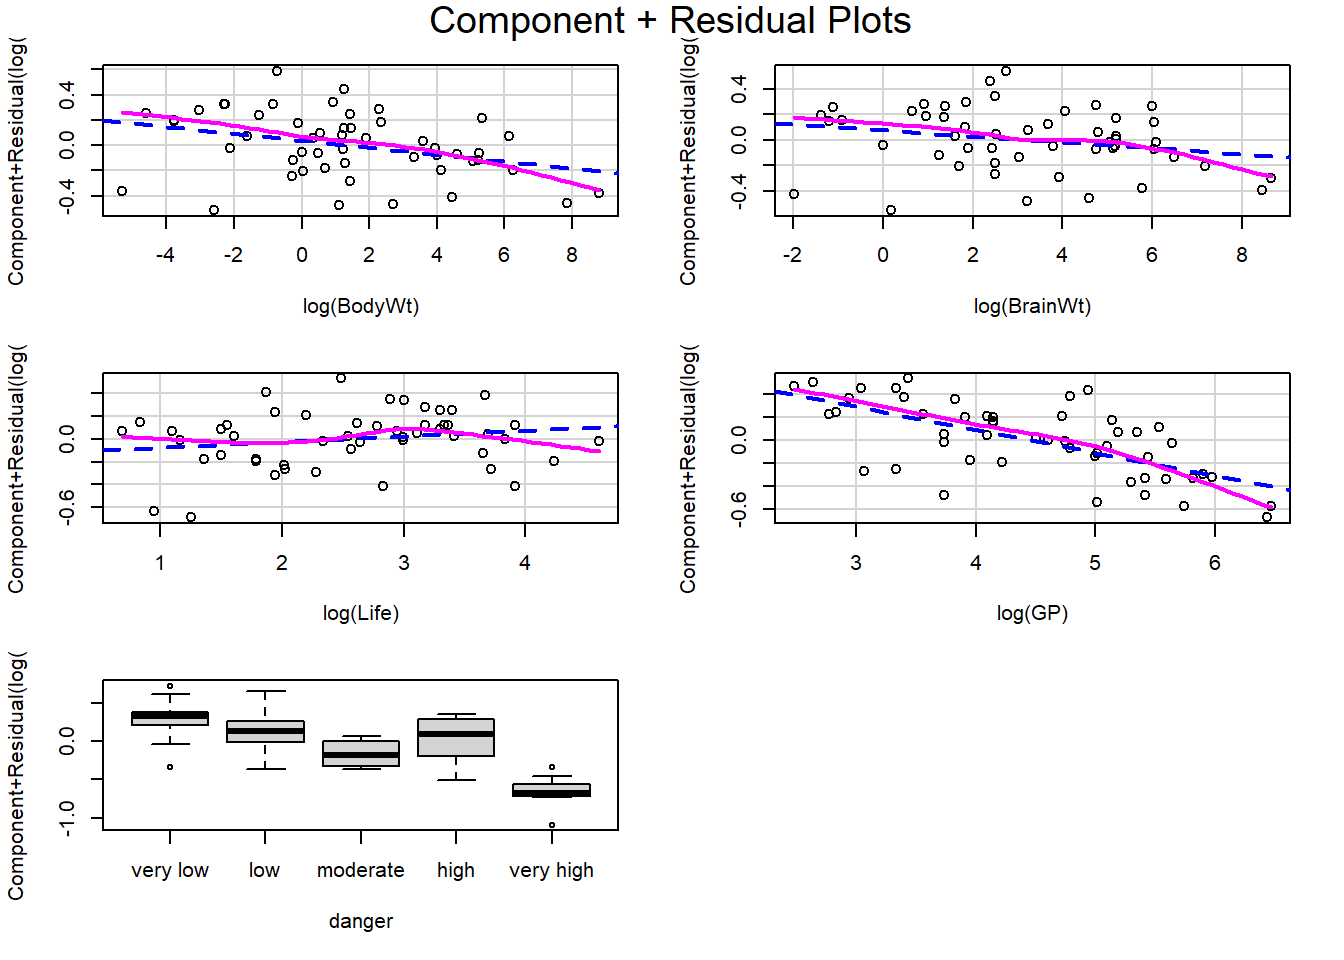 Component + Residual Plots
Component+Residual(log(
-0.4 0.0 0.4
-4 -2 0 2 4 6 8
log(BodyWt)
Component+Residual(log(
-0.4 0.0 0.4
-2 0 2 4 6 8
log(BrainWt)
Component+Residual(log(
-0.6 0.0
1 2 3 4
log(Life)
Component+Residual(log(
-0.6 0.0
3 4 5 6
log(GP)
Component+Residual(log(
-1.0 0.0
very low low moderate high very high
danger